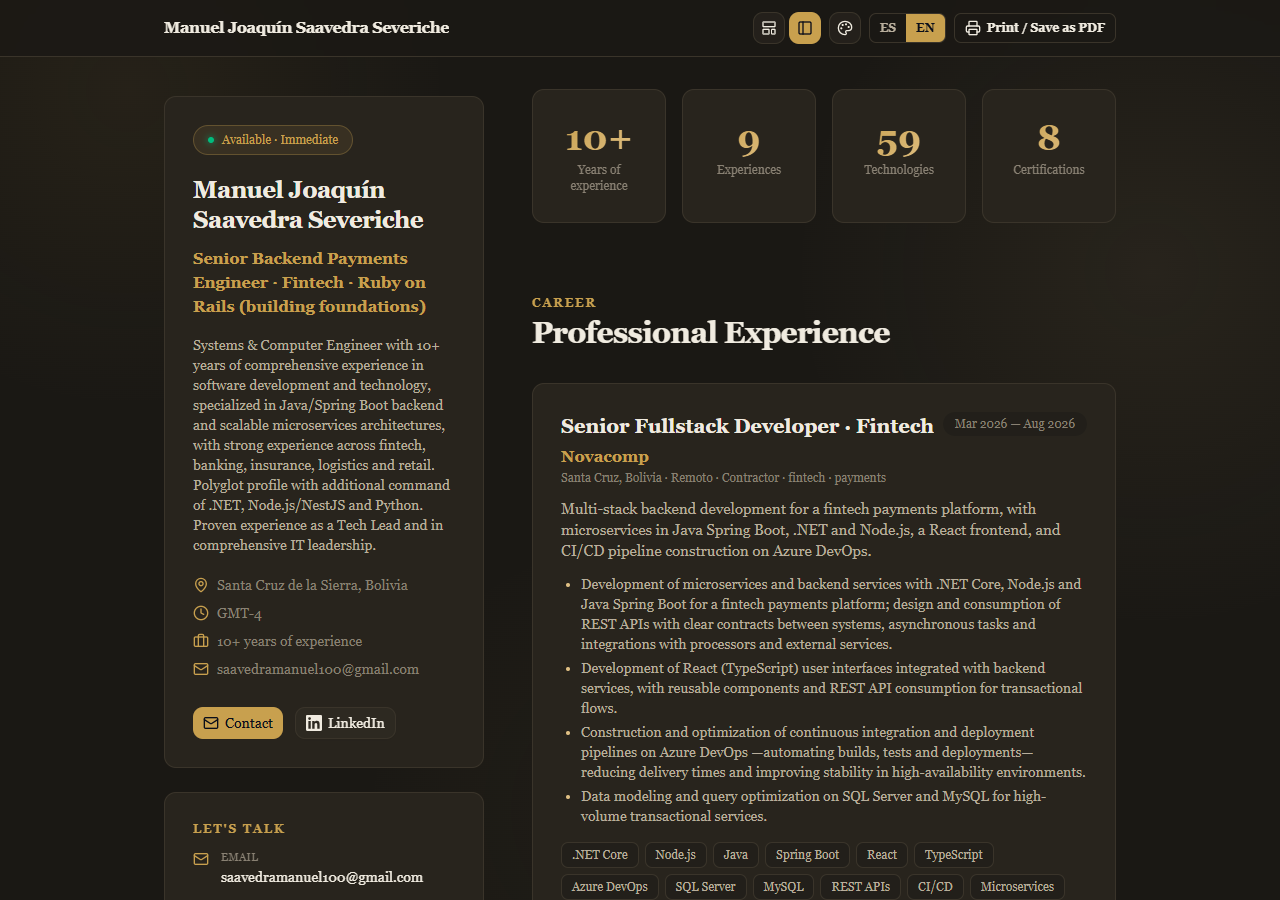 Manuel Joaquín Saavedra Severiche
ES
EN
Print / Save as PDF
Available · Immediate
Manuel Joaquín
Saavedra Severiche
Senior Backend Payments
Engineer · Fintech · Ruby on
Rails (building foundations)
Systems & Computer Engineer with 10+
years of comprehensive experience in
software development and technology,
specialized in Java/Spring Boot backend
and scalable microservices architectures,
with strong experience across fintech,
banking, insurance, logistics and retail.
Polyglot profile with additional command
of .NET, Node.js/NestJS and Python.
Proven experience as a Tech Lead and in
comprehensive IT leadership.
Santa Cruz de la Sierra, Bolivia
GMT-4
10+ years of experience
saavedramanuel100@gmail.com
Contact
LinkedIn
LET'S TALK
EMAIL
saavedramanuel100@gmail.com
10+
Years of
experience
9
Experiences
59
Technologies
8
Certifications
CAREER
Professional Experience
Senior Fullstack Developer · Fintech
Mar 2026 — Aug 2026
Novacomp
Santa Cruz, Bolivia · Remoto · Contractor · fintech · payments
Multi-stack backend development for a fintech payments platform, with
microservices in Java Spring Boot, .NET and Node.js, a React frontend, and
CI/CD pipeline construction on Azure DevOps.
• Development of microservices and backend services with .NET Core, Node.js and
Java Spring Boot for a fintech payments platform; design and consumption of
REST APIs with clear contracts between systems, asynchronous tasks and
integrations with processors and external services.
• Development of React (TypeScript) user interfaces integrated with backend
services, with reusable components and REST API consumption for transactional
flows.
• Construction and optimization of continuous integration and deployment
pipelines on Azure DevOps —automating builds, tests and deployments—
reducing delivery times and improving stability in high-availability environments.
• Data modeling and query optimization on SQL Server and MySQL for high-
volume transactional services.
.NET Core
Node.js
Java
Spring Boot
React
TypeScript
Azure DevOps
SQL Server
MySQL
REST APIs
CI/CD
Microservices